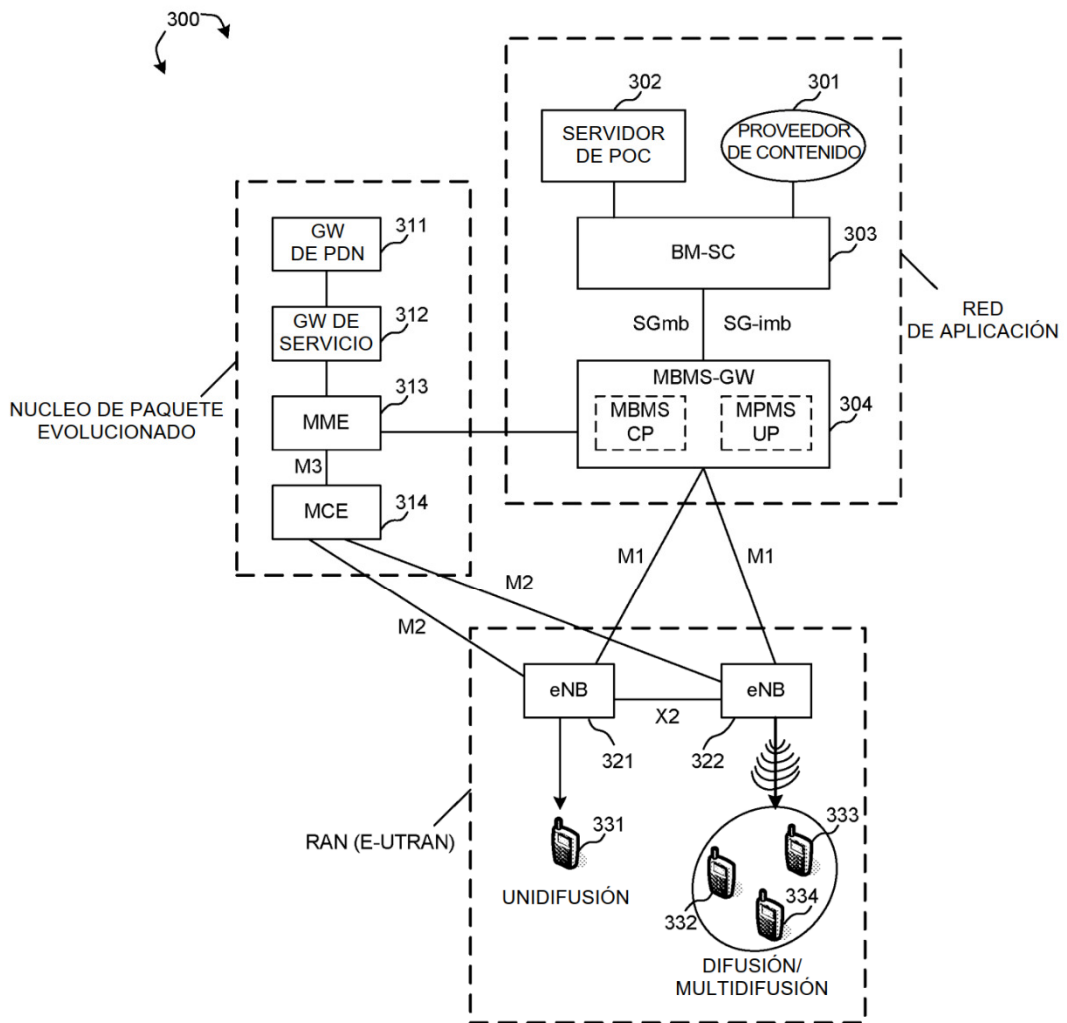 300
302
301
SERVIDOR
DE POC
PROVEEDOR
DE CONTENIDO
GW
DE PDN
311
BM-SC
303
GW DE
SERVICIO
312
SGmb
SG-imb
RED
DE APLICACIÓN
MBMS-GW
MME
313
MBMS
CP
MPMS
UP
304
NUCLEO DE PAQUETE
EVOLUCIONADO
M3
MCE
314
M1
M1
M2
M2
eNB
eNB
X2
321
322
RAN (E-UTRAN)
331
333
332
334
UNIDIFUSIÓN
DIFUSIÓN/
MULTIDIFUSIÓN